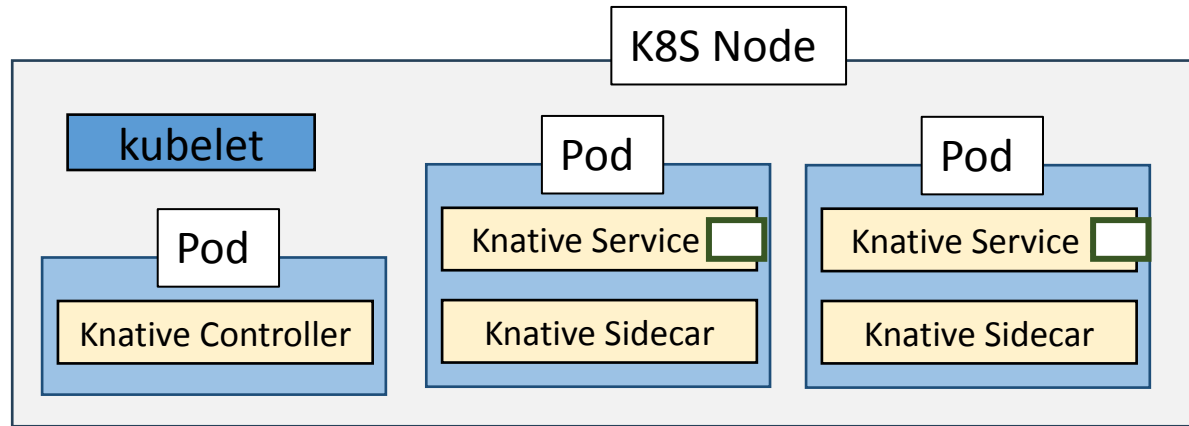 K8S Node
kubelet
Pod
Knative Controller
Pod
Knative Service
Knative Sidecar
Pod
Knative Service
Knative Sidecar